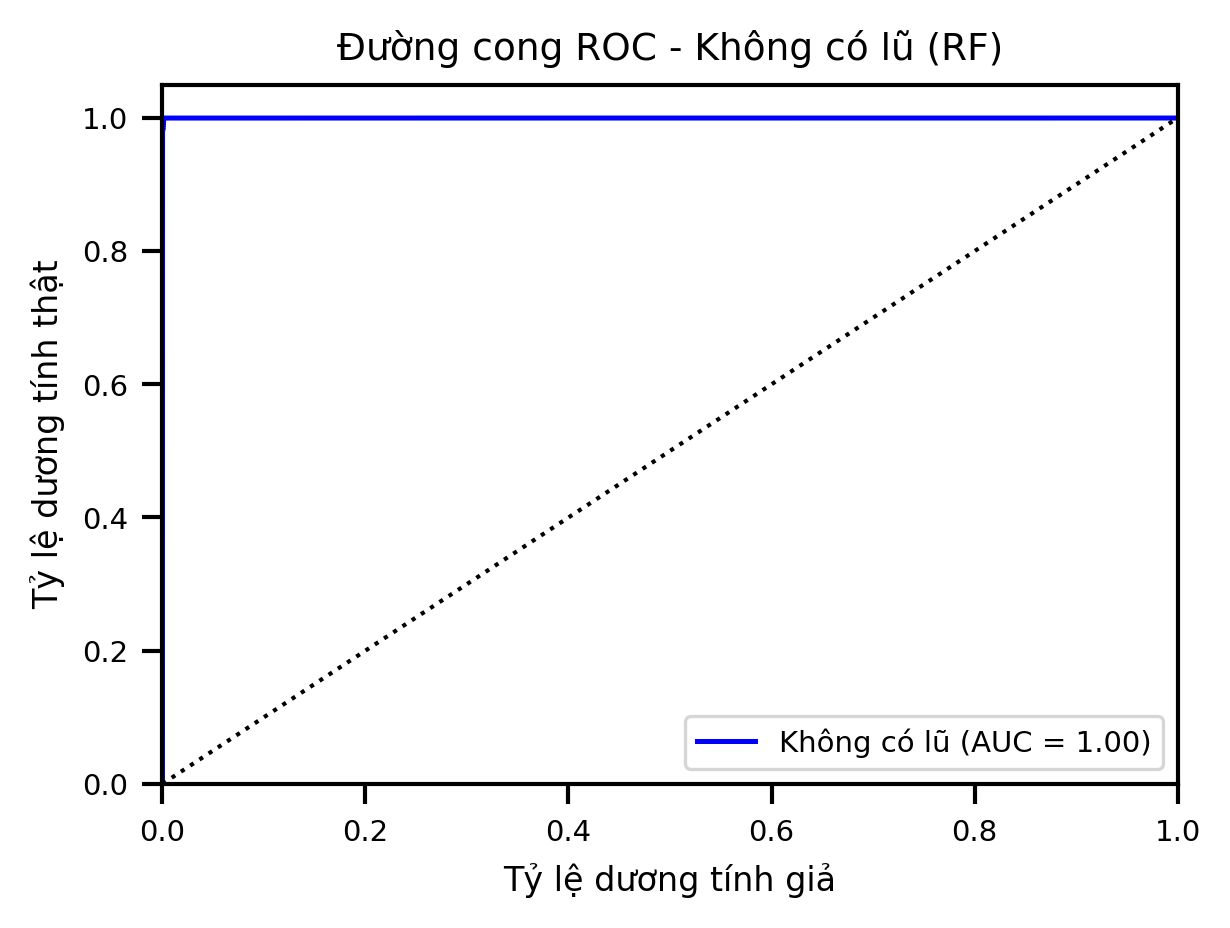 Đường cong ROC - Không có lũ (RF)
Tỷ lệ dương tính thật
1.0
0.8
0.6
0.4
0.2
0.0
Không có lũ (AUC = 1.00)
0.0 0.2 0.4 0.6 0.8 1.0
Tỷ lệ dương tính giả